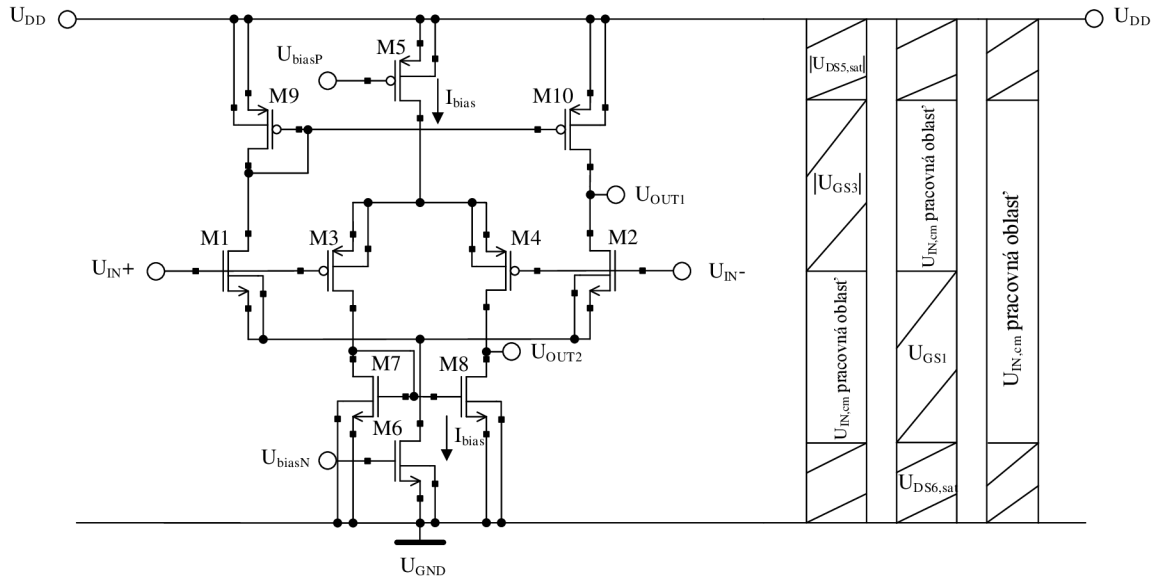 U_DD
U_DD
M5
U_biasP
|U_DS5,sat|
M9
I_bias
M10
|U_GS3|
U_IN,cm pracovná oblasť
U_OUT1
M1
M3
M4
M2
U_IN+
U_IN-
U_IN,cm pracovná oblasť
U_IN,cm pracovná oblasť
U_OUT2
U_GS1
M7
M8
M6
I_bias
U_biasN
U_DS6,sat
U_GND